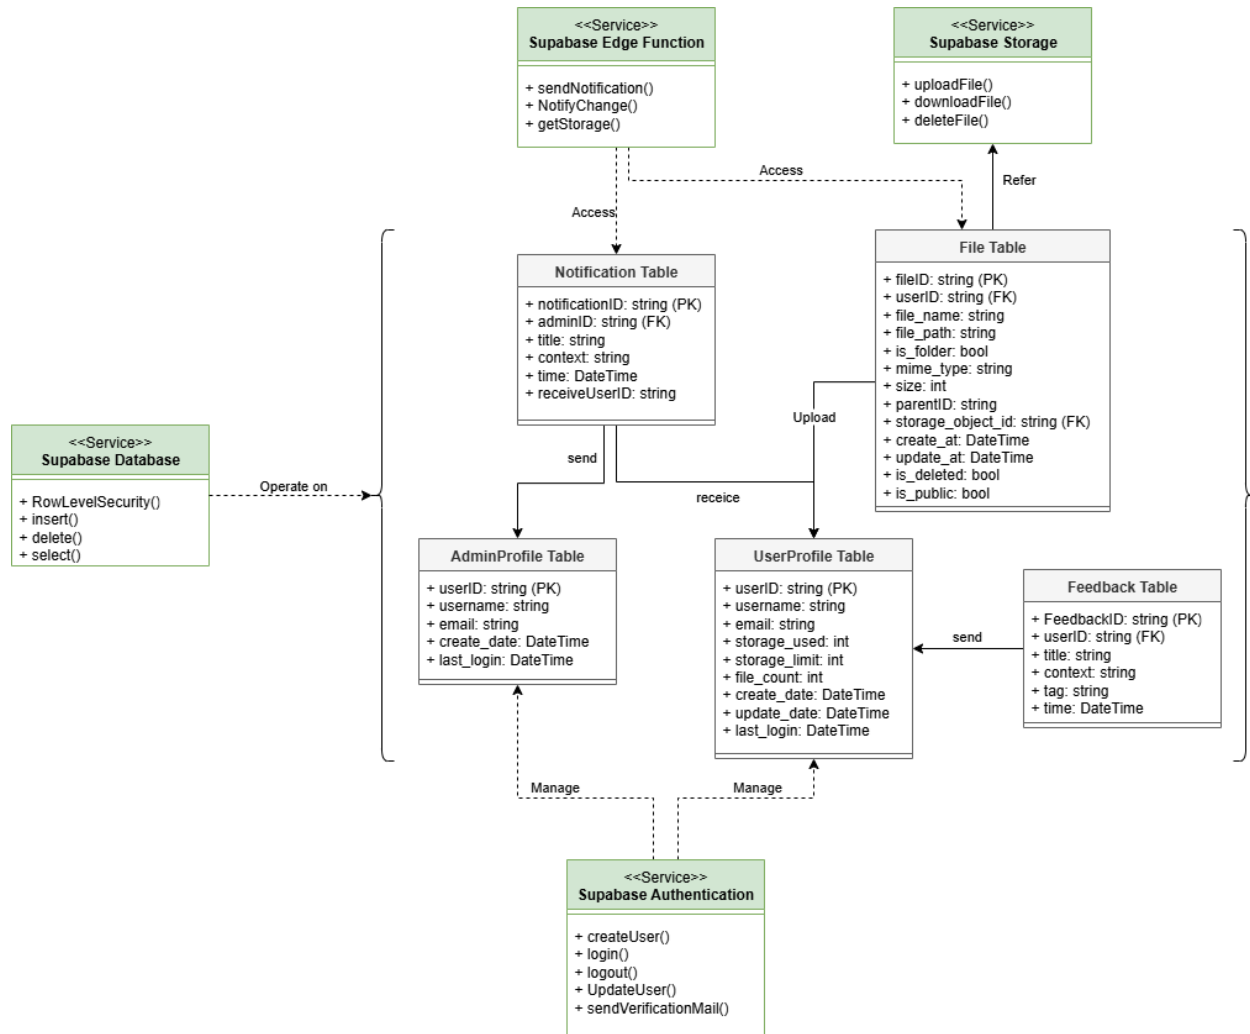 <<Service>>
Supabase Edge Function
+ sendNotification()
+ NotifyChange()
+ getStorage()
<<Service>>
Supabase Storage
+ uploadFile()
+ downloadFile()
+ deleteFile()
Access
Refer
Access
Notification Table
+ notificationID: string (PK)
+ adminID: string (FK)
+ title: string
+ context: string
+ time: DateTime
+ receiveUserID: string
File Table
+ fileID: string (PK)
+ userID: string (FK)
+ file_name: string
+ file_path: string
+ is_folder: bool
+ mime_type: string
+ size: int
+ parentID: string
+ storage_object_id: string (FK)
+ create_at: DateTime
+ update_at: DateTime
+ is_deleted: bool
+ is_public: bool
Upload
<<Service>>
Supabase Database
+ RowLevelSecurity()
+ insert()
+ delete()
+ select()
Operate on
send
receice
AdminProfile Table
+ userID: string (PK)
+ username: string
+ email: string
+ create_date: DateTime
+ last_login: DateTime
UserProfile Table
+ userID: string (PK)
+ username: string
+ email: string
+ storage_used: int
+ storage_limit: int
+ file_count: int
+ create_date: DateTime
+ update_date: DateTime
+ last_login: DateTime
send
Feedback Table
+ FeedbackID: string (PK)
+ userID: string (FK)
+ title: string
+ context: string
+ tag: string
+ time: DateTime
Manage
Manage
<<Service>>
Supabase Authentication
+ createUser()
+ login()
+ logout()
+ UpdateUser()
+ sendVerificationMail()